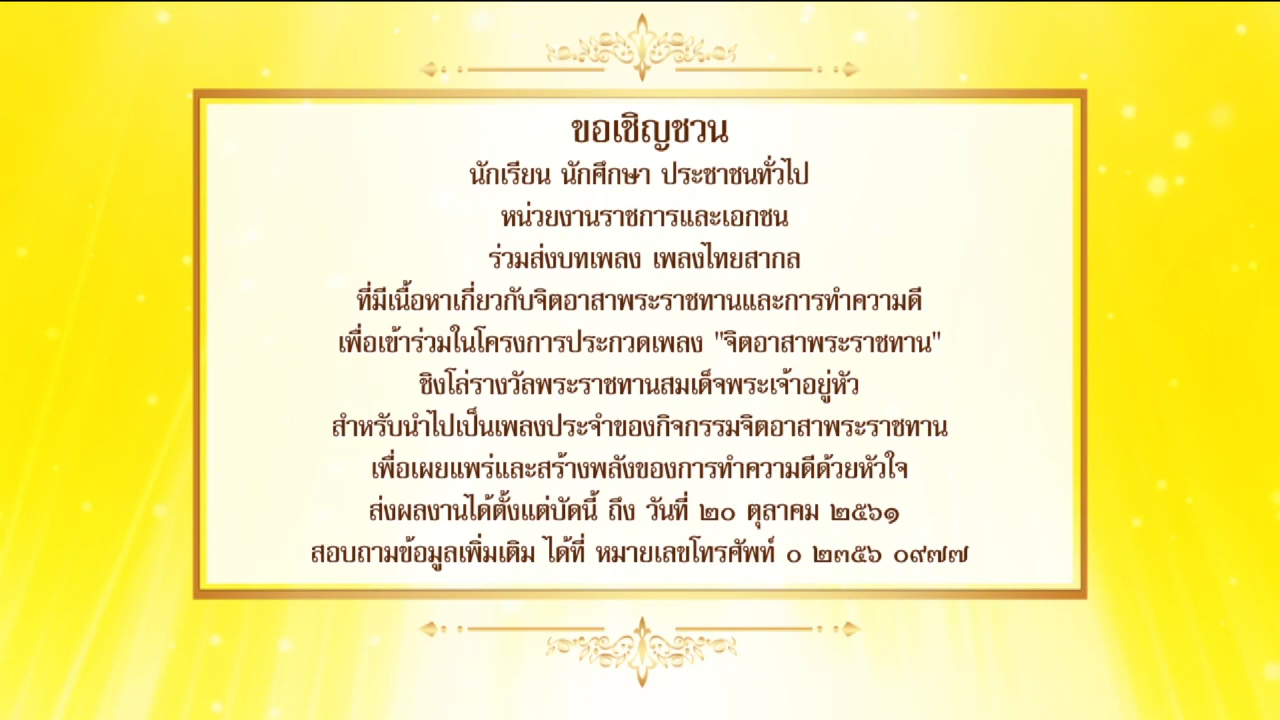 ขอเชิญชวน
นักเรียน นักศึกษา ประชาชนทั่วไป
หน่วยงานราชการและเอกชน
ร่วมส่งบทเพลง เพลงไทยสากล
ที่มีเนื้อหาเกี่ยวกับจิตอาสาพระราชทานและการทำความดี
เพื่อเข้าร่วมในโครงการประกวดเพลง "จิตอาสาพระราชทาน"
ชิงโล่รางวัลพระราชทานสมเด็จพระเจ้าอยู่หัว
สำหรับนำไปเป็นเพลงประจำของกิจกรรมจิตอาสาพระราชทาน
เพื่อเผยแพร่และสร้างพลังของการทำความดีด้วยหัวใจ
ส่งผลงานได้ตั้งแต่บัดนี้ ถึง วันที่ ๒๐ ตุลาคม ๒๕๖๑
สอบถามข้อมูลเพิ่มเติม ได้ที่ หมายเลขโทรศัพท์ ๐ ๒๓๕๖ ๐๙๗๗